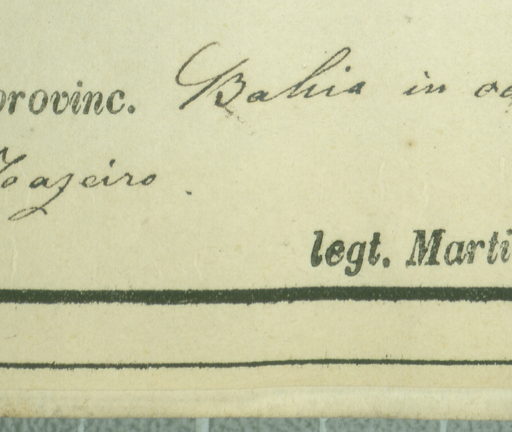 provinc. Bahia in
Joazeiro.
legt. Marti